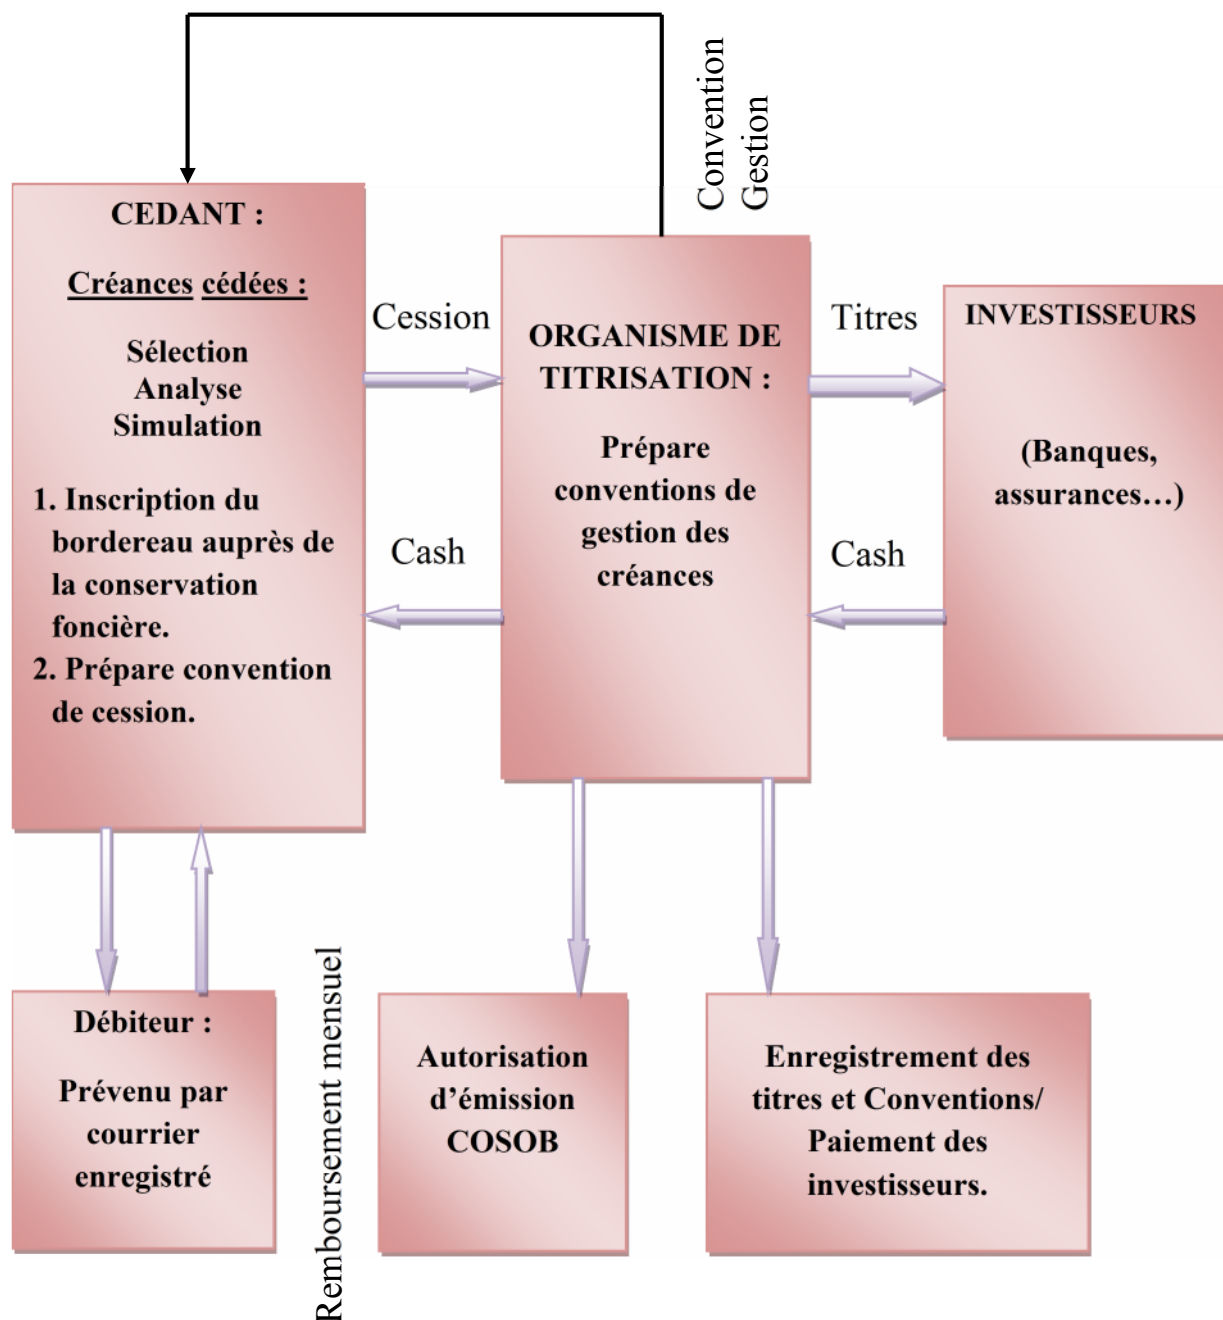 Convention
Gestion
CEDANT :
Créances cédées :
Sélection
Analyse
Simulation
1. Inscription du
bordereau auprès de
la conservation
foncière.
2. Prépare convention
de cession.
Cession
Cash
ORGANISME DE
TITRISATION :
Prépare
conventions de
gestion des
créances
Titres
Cash
INVESTISSEURS
(Banques,
assurances…)
Débiteur :
Prévenu par
courrier
enregistré
Remboursement mensuel
Autorisation
d’émission
COSOB
Enregistrement des
titres et Conventions/
Paiement des
investisseurs.